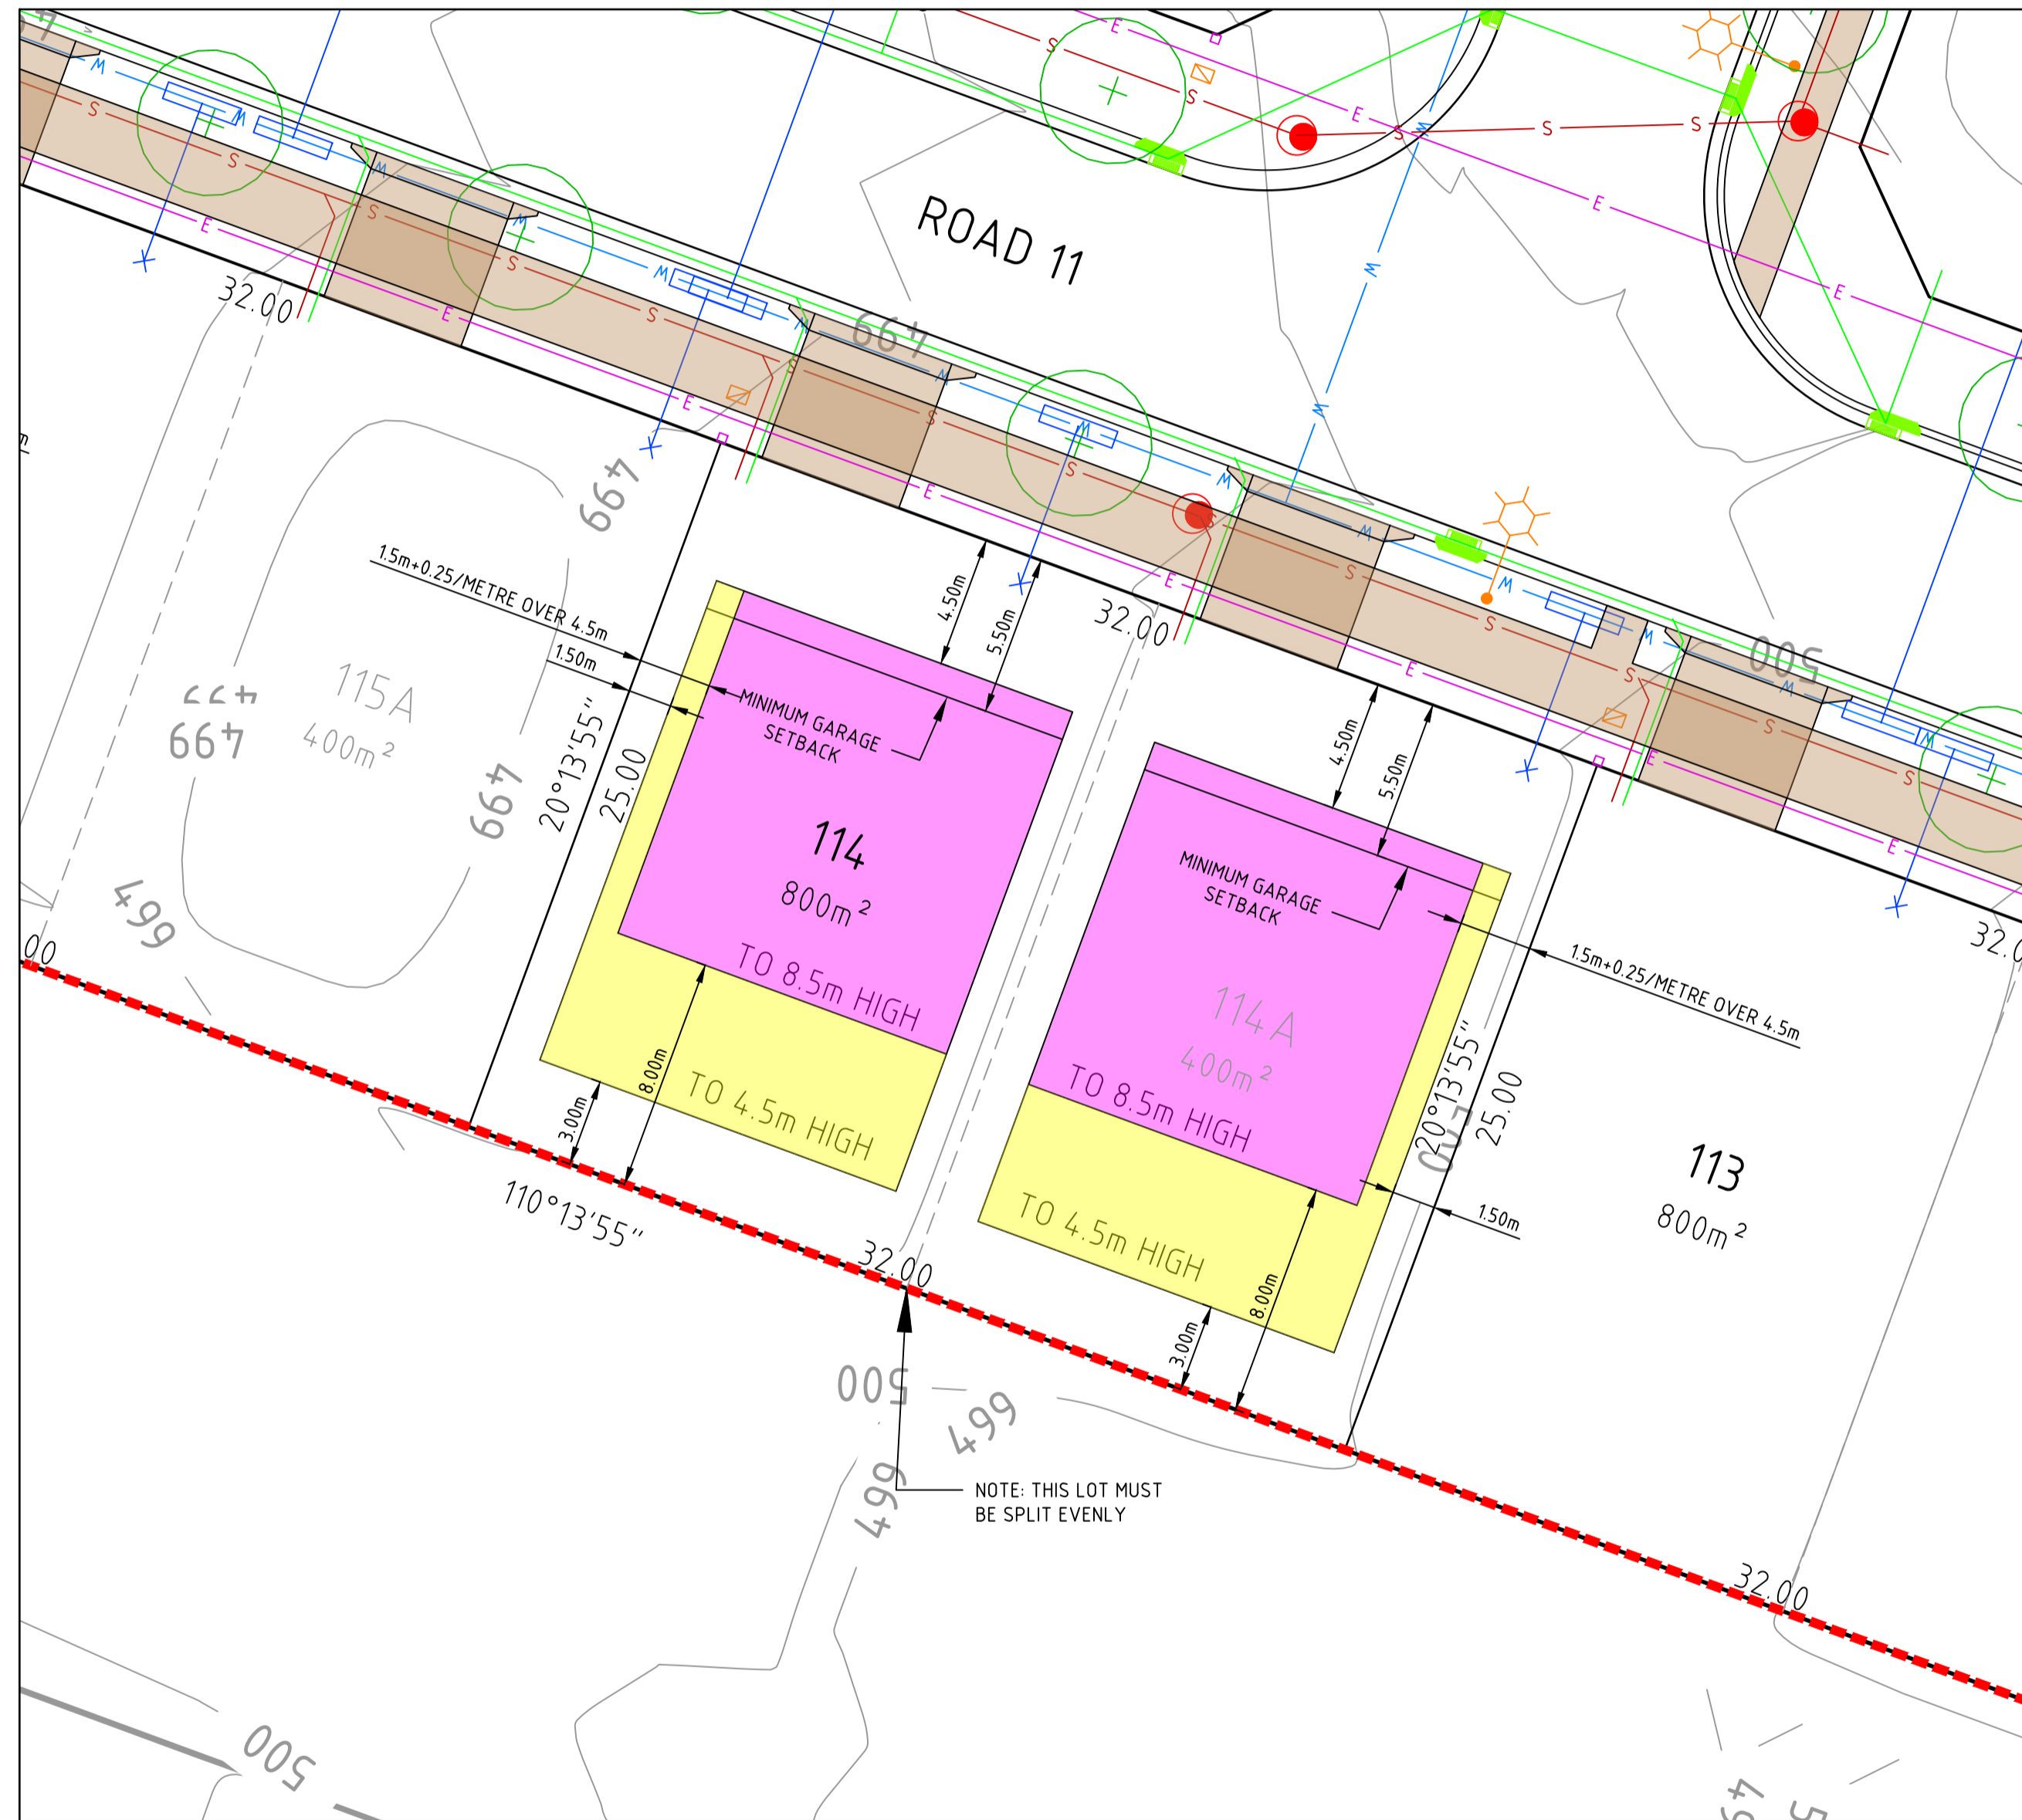 ROAD 11
32.00
499
499
1.5m+0.25/METRE OVER 4.5m
1.50m
4.50m
5.50m
32.00
500
115A
400m²
499
499
499
20°13'55"
25.00
MINIMUM GARAGE
SETBACK
114
800m²
TO 8.5m HIGH
TO 4.5m HIGH
8.00m
3.00m
4.50m
5.50m
MINIMUM GARAGE
SETBACK
114A
400m²
TO 8.5m HIGH
TO 4.5m HIGH
8.00m
3.00m
1.5m+0.25/METRE OVER 4.5m
20°13'55"
25.00
500
1.50m
113
800m²
110°13'55"
32.00
500
499
499
NOTE: THIS LOT MUST
BE SPLIT EVENLY
32.00
500